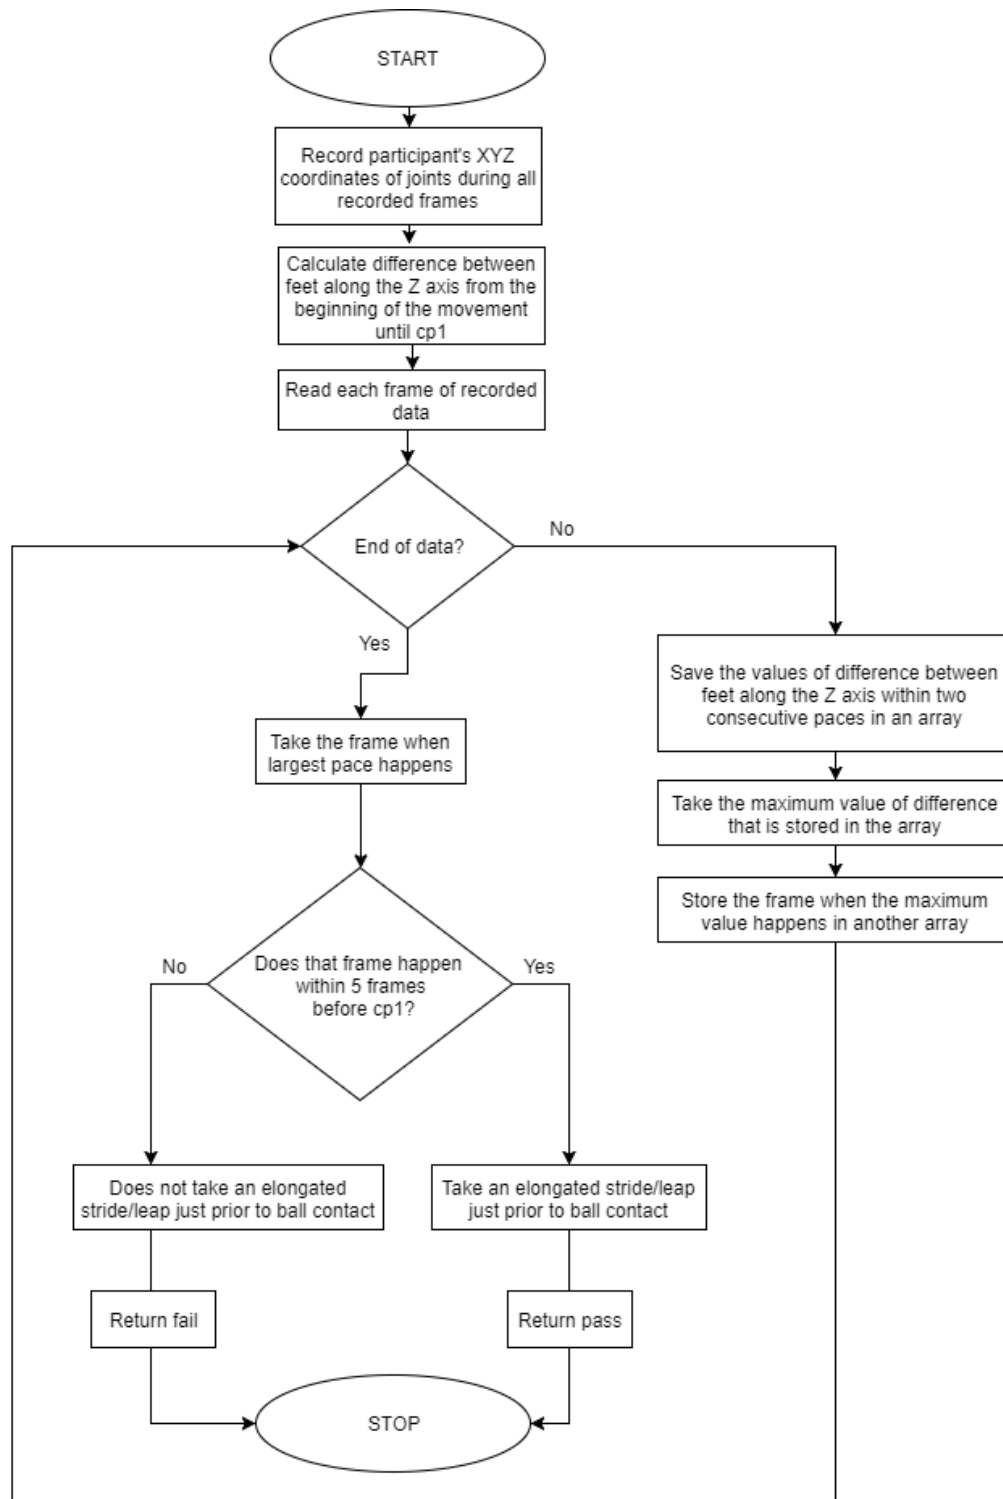 START
Record participant's XYZ
coordinates of joints during all
recorded frames
Calculate difference between
feet along the Z axis from the
beginning of the movement
until cp1
Read each frame of recorded
data
End of data?
No
Yes
Save the values of difference between
feet along the Z axis within two
consecutive paces in an array
Take the frame when
largest pace happens
Take the maximum value of difference
that is stored in the array
Store the frame when the maximum
value happens in another array
Does that frame happen
within 5 frames
before cp1?
No
Yes
Does not take an elongated
stride/leap just prior to ball contact
Take an elongated stride/leap
just prior to ball contact
Return fail
Return pass
STOP